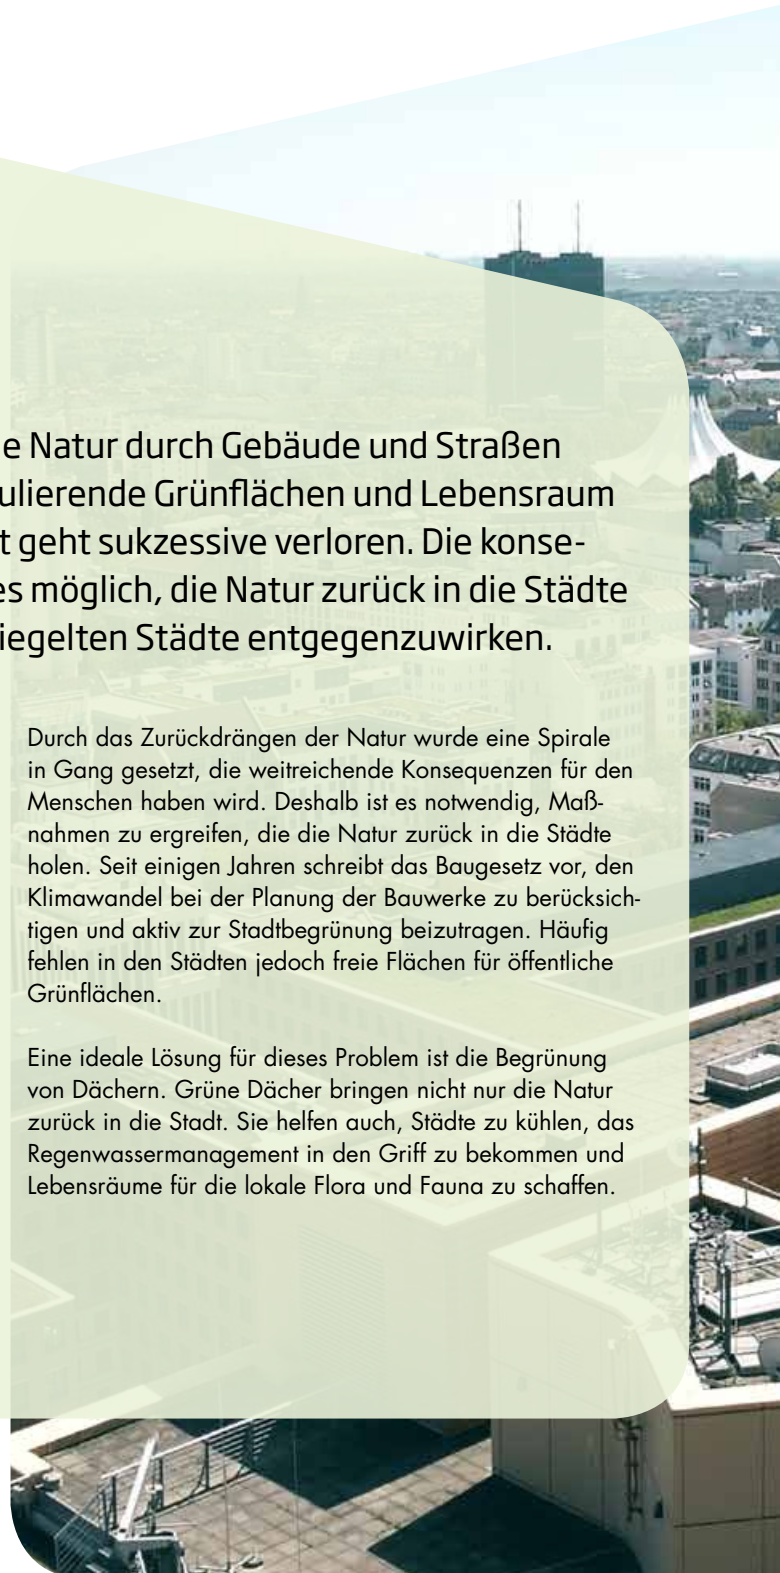 e Natur durch Gebäude und Straßen
ulierende Grünflächen und Lebensraum
t geht sukzessive verloren. Die konse-
es möglich, die Natur zurück in die Städte
iegelten Städte entgegenzuwirken.
Durch das Zurückdrängen der Natur wurde eine Spirale
in Gang gesetzt, die weitreichende Konsequenzen für den
Menschen haben wird. Deshalb ist es notwendig, Maß-
nahmen zu ergreifen, die die Natur zurück in die Städte
holen. Seit einigen Jahren schreibt das Baugesetz vor, den
Klimawandel bei der Planung der Bauwerke zu berücksich-
tigen und aktiv zur Stadtbegrünung beizutragen. Häufig
fehlen in den Städten jedoch freie Flächen für öffentliche
Grünflächen.
Eine ideale Lösung für dieses Problem ist die Begrünung
von Dächern. Grüne Dächer bringen nicht nur die Natur
zurück in die Stadt. Sie helfen auch, Städte zu kühlen, das
Regenwassermanagement in den Griff zu bekommen und
Lebensräume für die lokale Flora und Fauna zu schaffen.